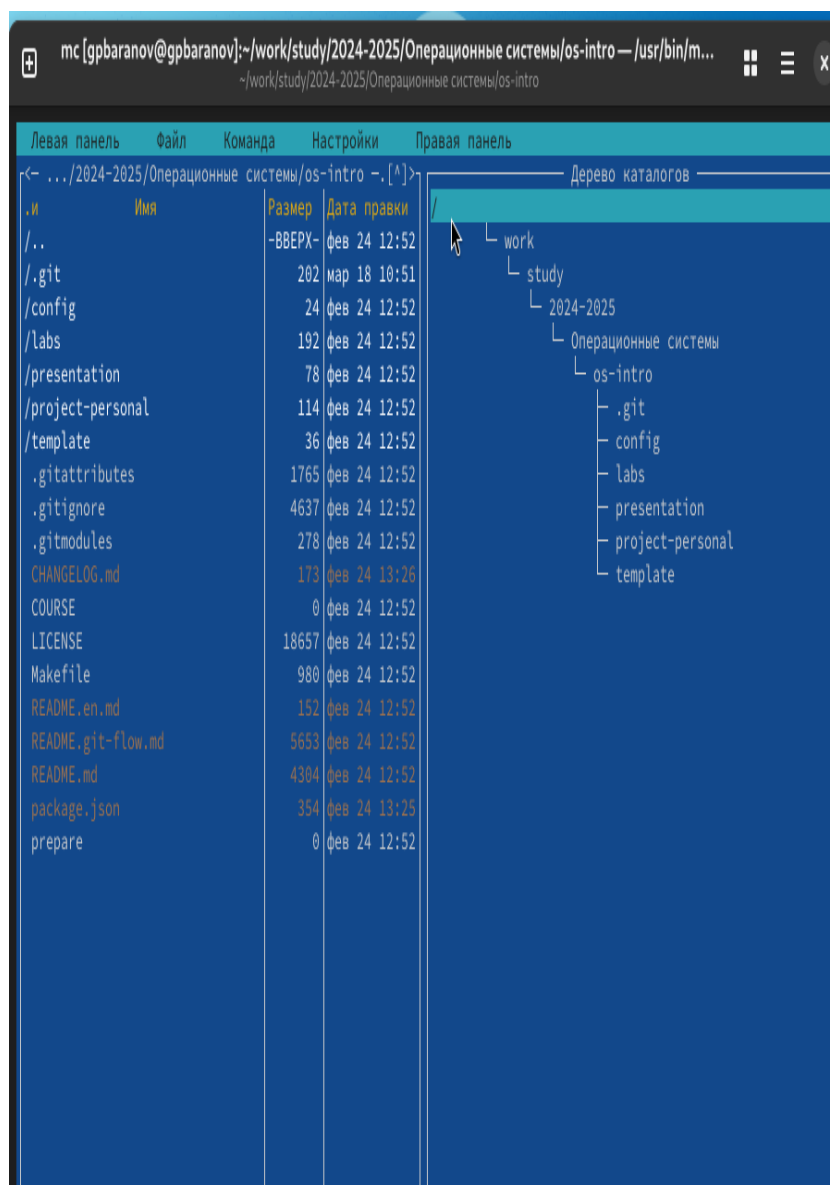 mc [gpbaranov@gpbaranov]:~/work/study/2024-2025/Операционные системы/os-intro — /usr/bin/m...
~/work/study/2024-2025/Операционные системы/os-intro
Левая панель Файл Команда Настройки Правая панель
<— .../2024-2025/Операционные системы/os-intro —.[^]>
.и Имя Размер Дата правки
/.. -ВВЕРХ- фев 24 12:52
/.git 202 мар 18 10:51
/config 24 фев 24 12:52
/labs 192 фев 24 12:52
/presentation 78 фев 24 12:52
/project-personal 114 фев 24 12:52
/template 36 фев 24 12:52
.gitattributes 1765 фев 24 12:52
.gitignore 4637 фев 24 12:52
.gitmodules 278 фев 24 12:52
CHANGELOG.md 173 фев 24 13:26
COURSE 0 фев 24 12:52
LICENSE 18657 фев 24 12:52
Makefile 980 фев 24 12:52
README.en.md 152 фев 24 12:52
README.git-flow.md 5653 фев 24 12:52
README.md 4304 фев 24 12:52
package.json 354 фев 24 13:25
prepare 0 фев 24 12:52
Дерево каталогов
/
work
study
2024-2025
Операционные системы
os-intro
.git
config
labs
presentation
project-personal
template